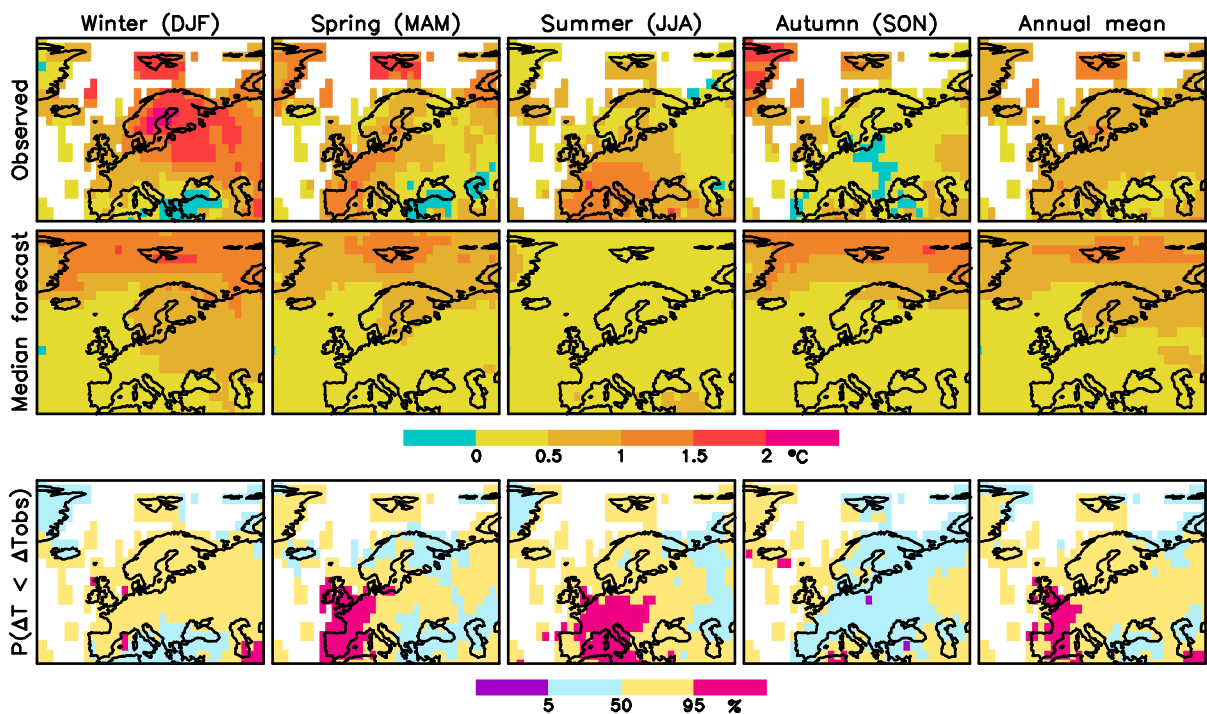 Winter (DJF) Spring (MAM) Summer (JJA) Autumn (SON) Annual mean
Observed
Median forecast
0 0.5 1 1.5 2 °C
P(ΔT < ΔTobs)
5 50 95 %